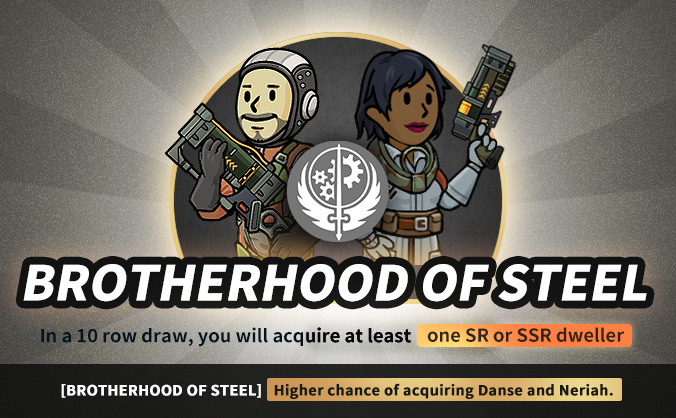 BROTHERHOOD OF STEEL
In a 10 row draw, you will acquire at least one SR or SSR dweller
[BROTHERHOOD OF STEEL] Higher chance of acquiring Danse and Neriah.